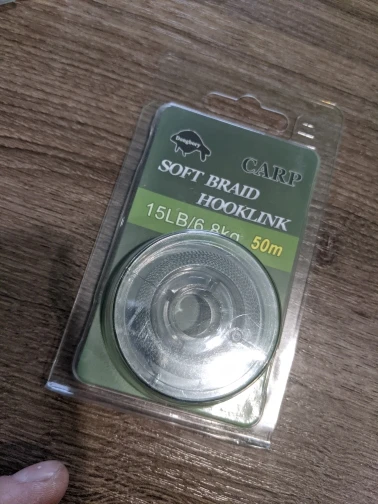 CARP
SOFT BRAID
HOOKLINK
15LB/6.8kg
50m